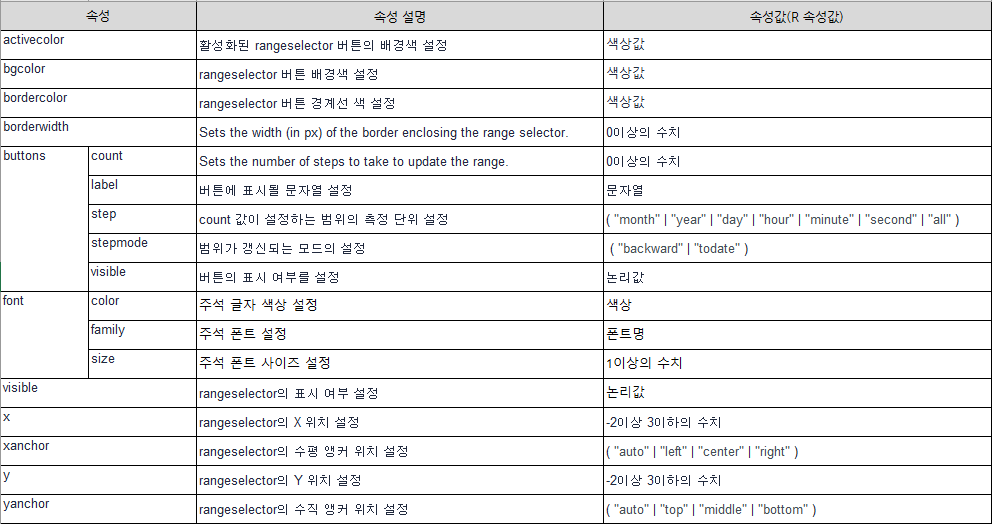 속성 속성 설명 속성값(R 속성값)
activecolor 활성화된 rangeselector 버튼의 배경색 설정 색상값
bgcolor rangeselector 버튼 배경색 설정 색상값
bordercolor rangeselector 버튼 경계선 색 설정 색상값
borderwidth Sets the width (in px) of the border enclosing the range selector. 0이상의 수치
buttons count Sets the number of steps to take to update the range. 0이상의 수치
label 버튼에 표시될 문자열 설정 문자열
step count 값이 설정하는 범위의 측정 단위 설정 ( "month" | "year" | "day" | "hour" | "minute" | "second" | "all" )
stepmode 범위가 갱신되는 모드의 설정 ( "backward" | "todate" )
visible 버튼의 표시 여부를 설정 논리값
font color 주석 글자 색상 설정 색상
family 주석 폰트 설정 폰트명
size 주석 폰트 사이즈 설정 1이상의 수치
visible rangeselector의 표시 여부 설정 논리값
x rangeselector의 X 위치 설정 -2이상 3이하의 수치
xanchor rangeselector의 수평 앵커 위치 설정 ( "auto" | "left" | "center" | "right" )
y rangeselector의 Y 위치 설정 -2이상 3이하의 수치
yanchor rangeselector의 수직 앵커 위치 설정 ( "auto" | "top" | "middle" | "bottom" )